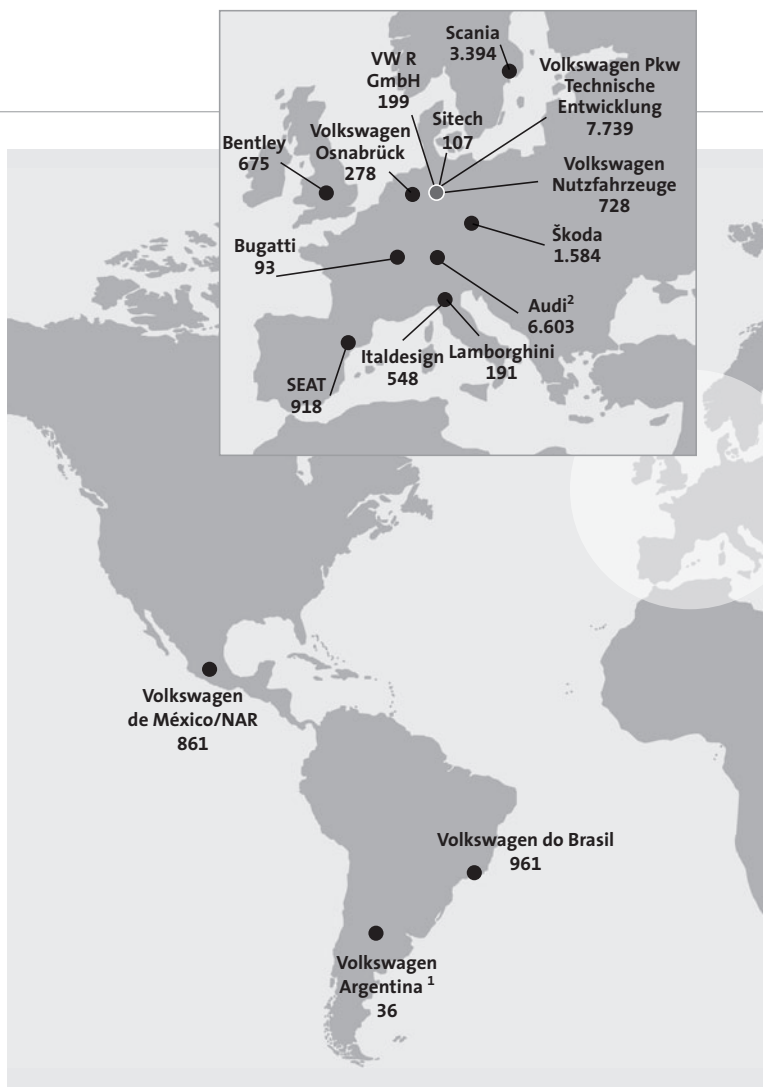 Scania
3.394
VW R
GmbH
199
Volkswagen Pkw
Technische
Entwicklung
7.739
Sitech
107
Volkswagen
Osnabrück
278
Bentley
675
Volkswagen
Nutzfahrzeuge
728
Škoda
1.584
Bugatti
93
Audi²
6.603
Italdesign
548
Lamborghini
191
SEAT
918
Volkswagen
de México/NAR
861
Volkswagen do Brasil
961
Volkswagen
Argentina ¹
36